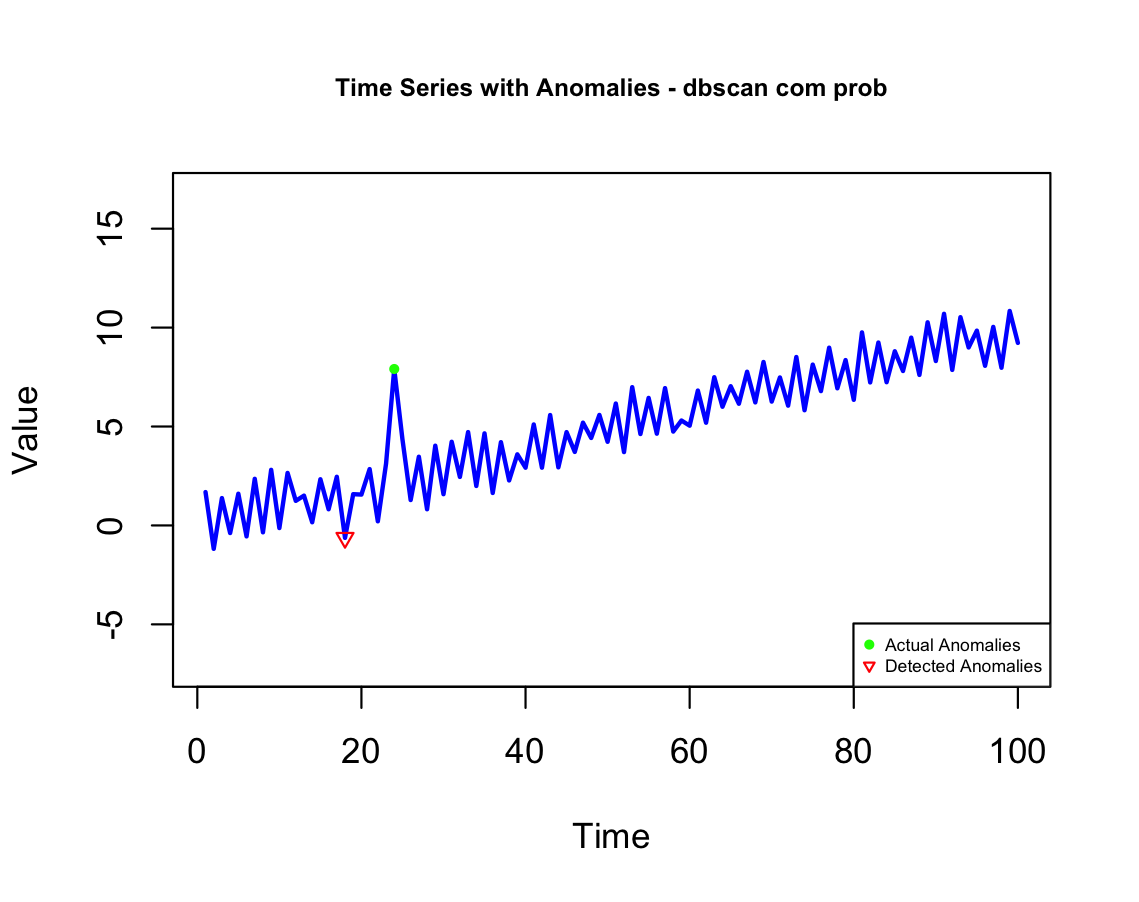 Time Series with Anomalies - dbscan com prob
Value
15
10
5
0
-5
Actual Anomalies
Detected Anomalies
0 20 40 60 80 100
Time